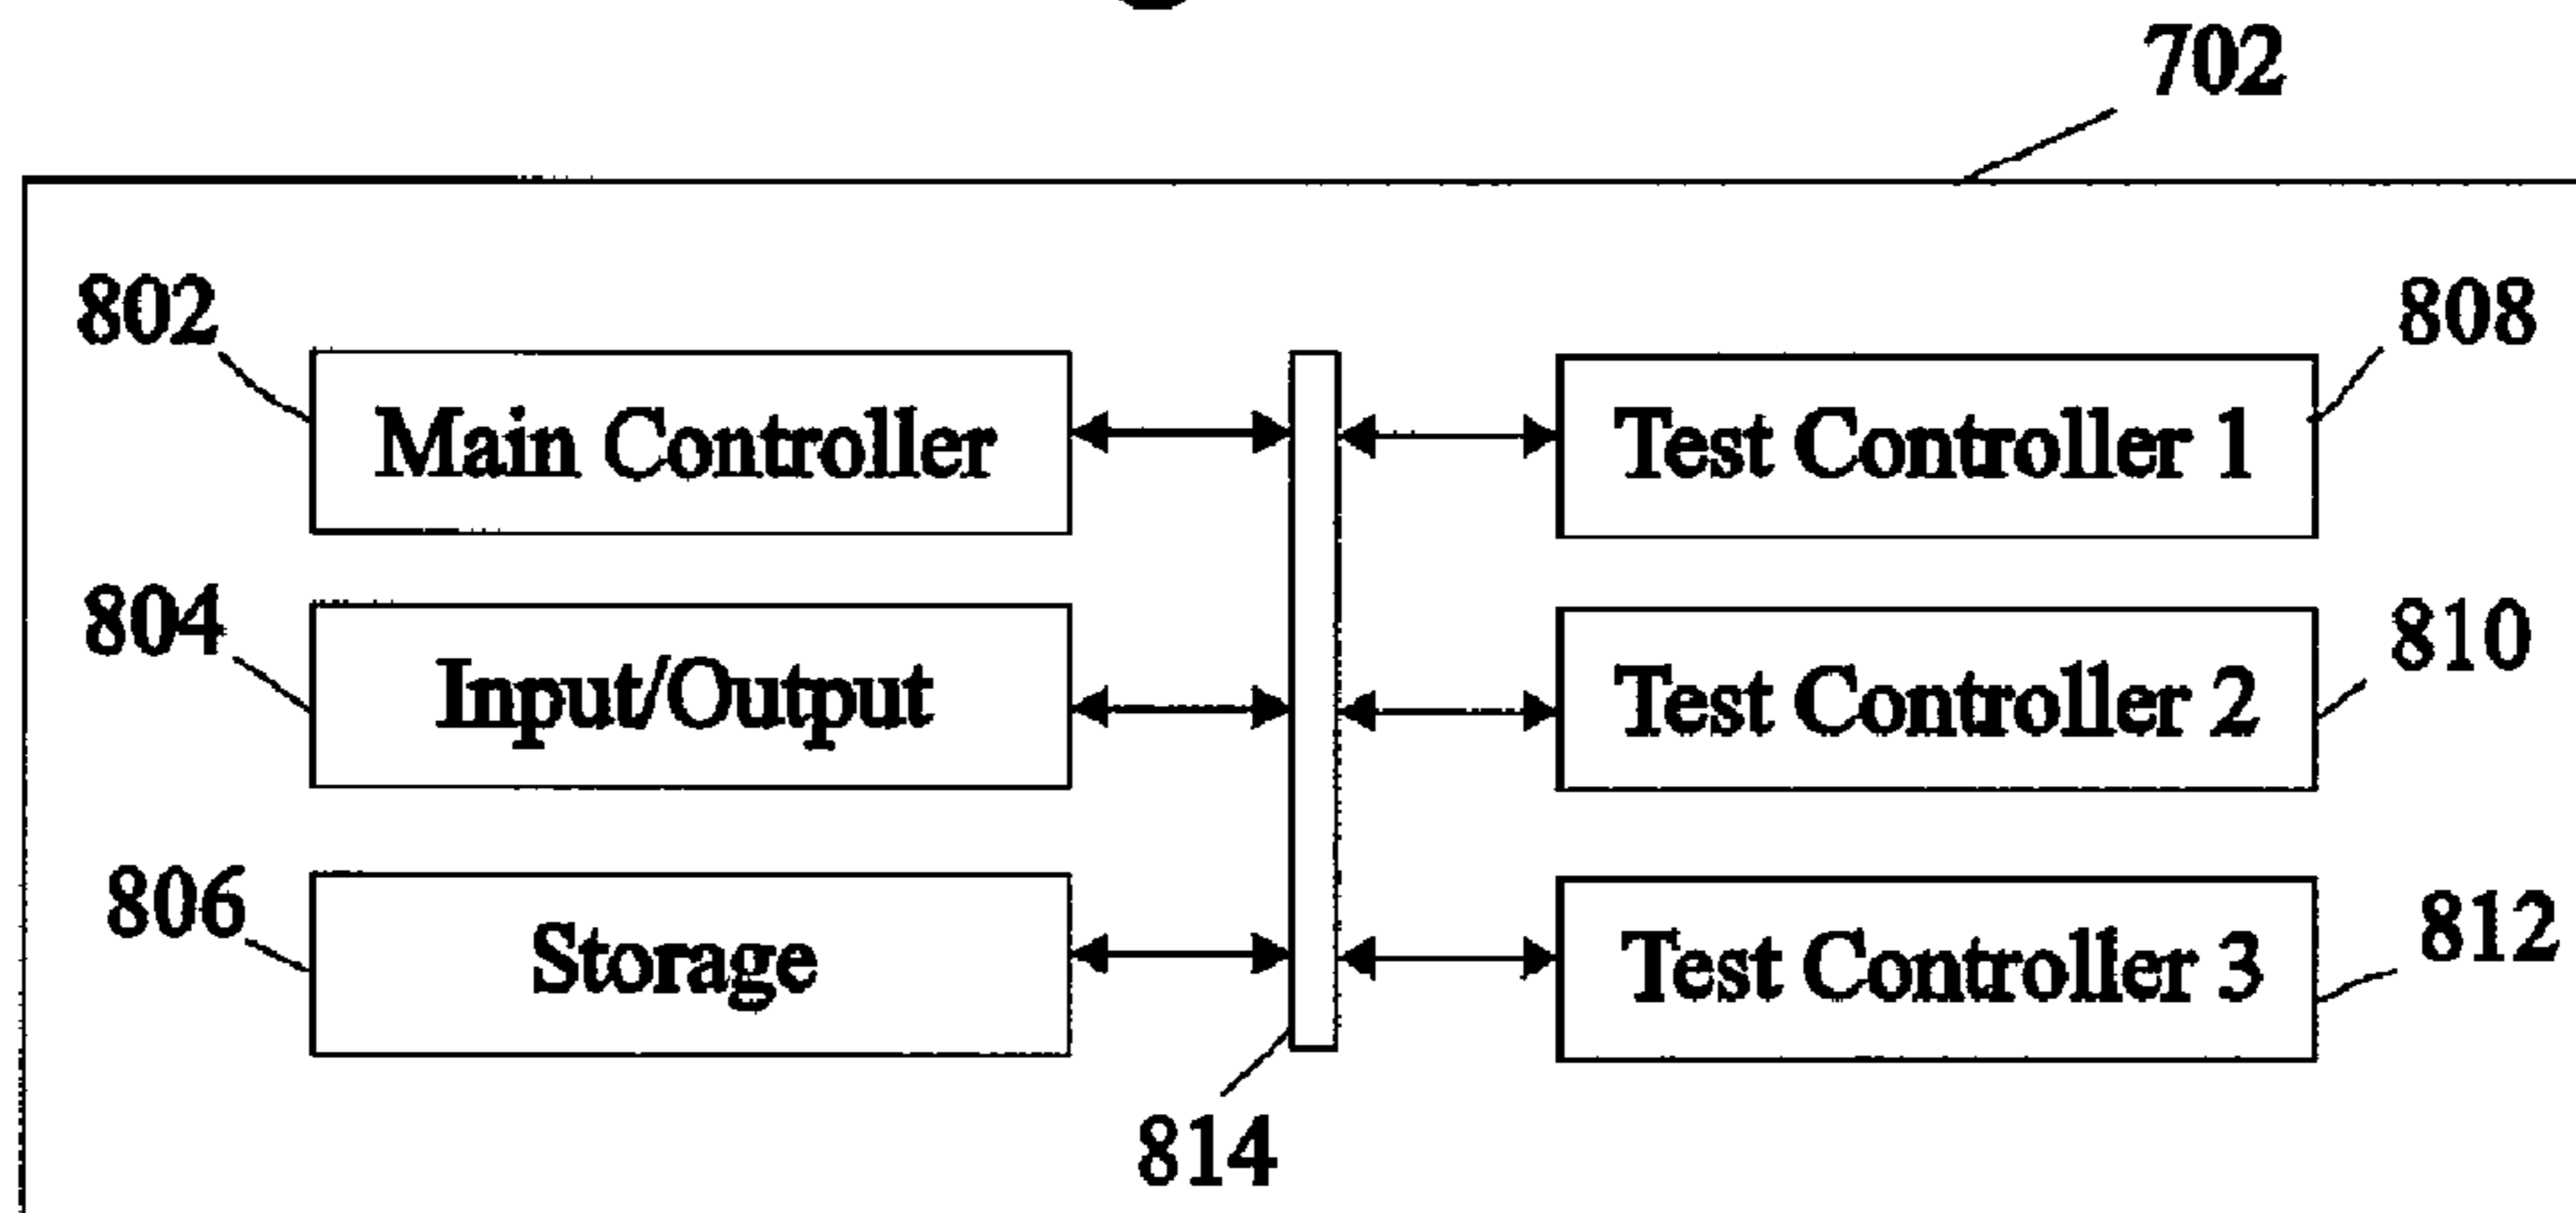 702
802
808
Main Controller
Test Controller 1
804
810
Input/Output
Test Controller 2
806
812
Storage
Test Controller 3
814